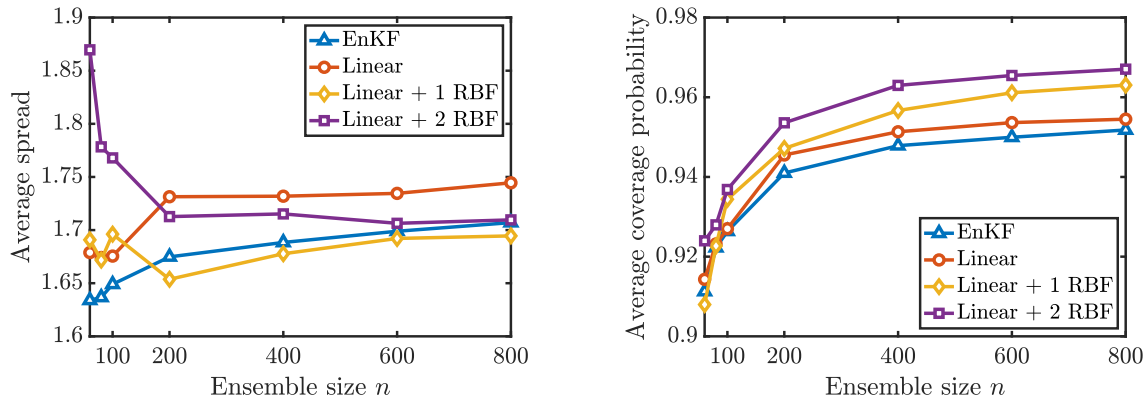 1.9
1.85
1.8
1.75
1.7
1.65
1.6
Average spread
EnKF
Linear
Linear + 1 RBF
Linear + 2 RBF
100
200
400
600
800
Ensemble size n
0.98
0.96
0.94
0.92
0.9
Average coverage probability
EnKF
Linear
Linear + 1 RBF
Linear + 2 RBF
100
200
400
600
800
Ensemble size n